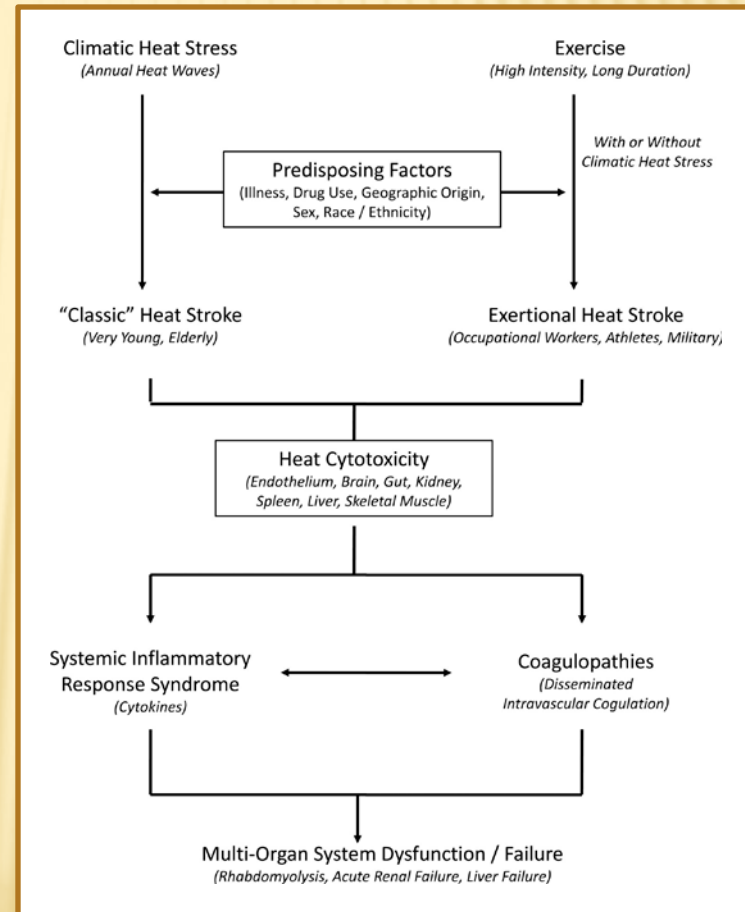 Climatic Heat Stress
(Annual Heat Waves)
Exercise
(High Intensity, Long Duration)
With or Without
Climatic Heat Stress
Predisposing Factors
(Illness, Drug Use, Geographic Origin,
Sex, Race / Ethnicity)
“Classic” Heat Stroke
(Very Young, Elderly)
Exertional Heat Stroke
(Occupational Workers, Athletes, Military)
Heat Cytotoxicity
(Endothelium, Brain, Gut, Kidney,
Spleen, Liver, Skeletal Muscle)
Systemic Inflammatory
Response Syndrome
(Cytokines)
Coagulopathies
(Disseminated
Intravascular Cogulation)
Multi-Organ System Dysfunction / Failure
(Rhabdomyolysis, Acute Renal Failure, Liver Failure)